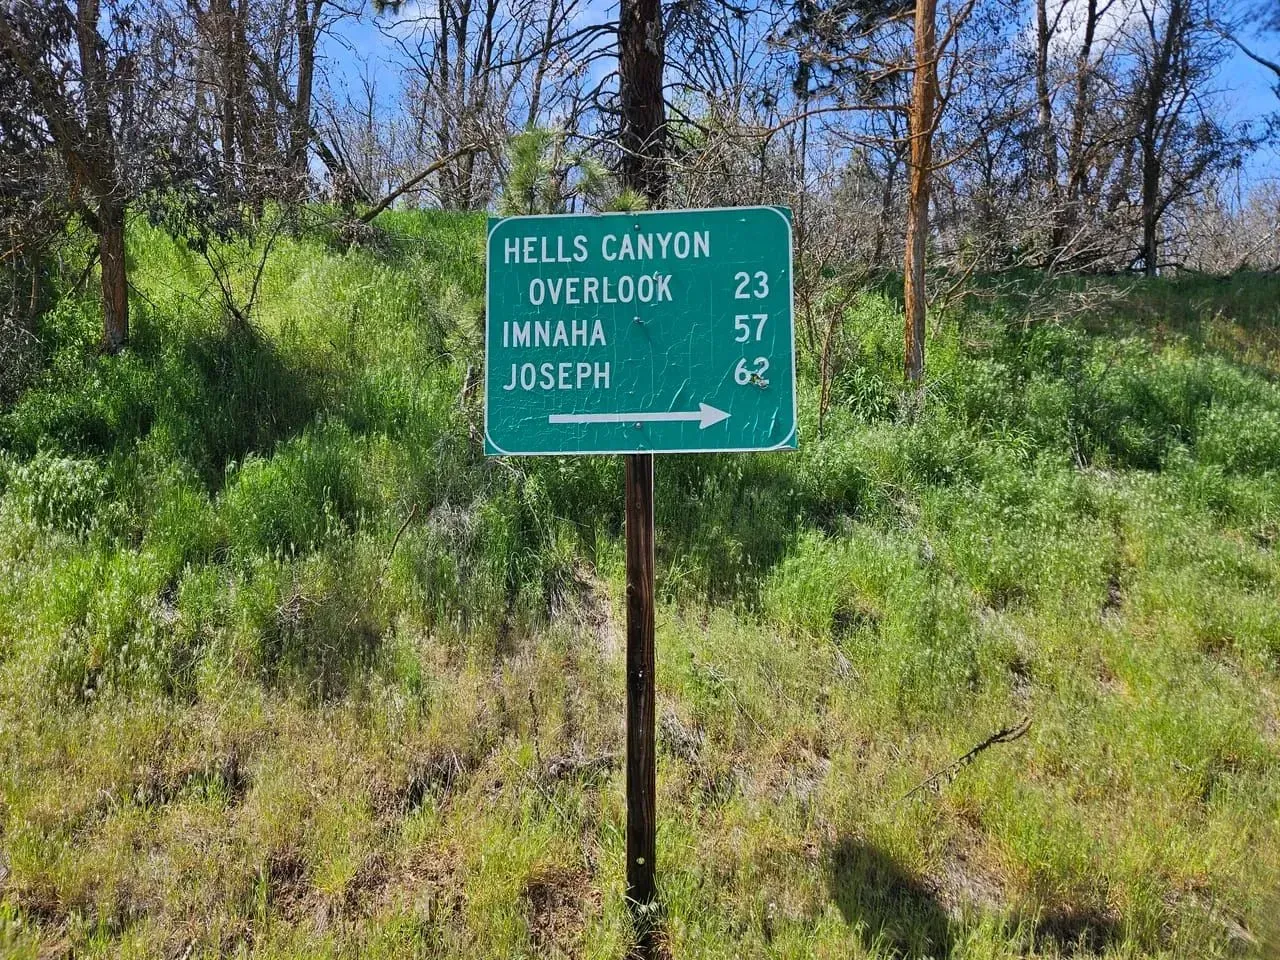 HELLS CANYON
OVERLOOK 23
IMNAHA 57
JOSEPH 62